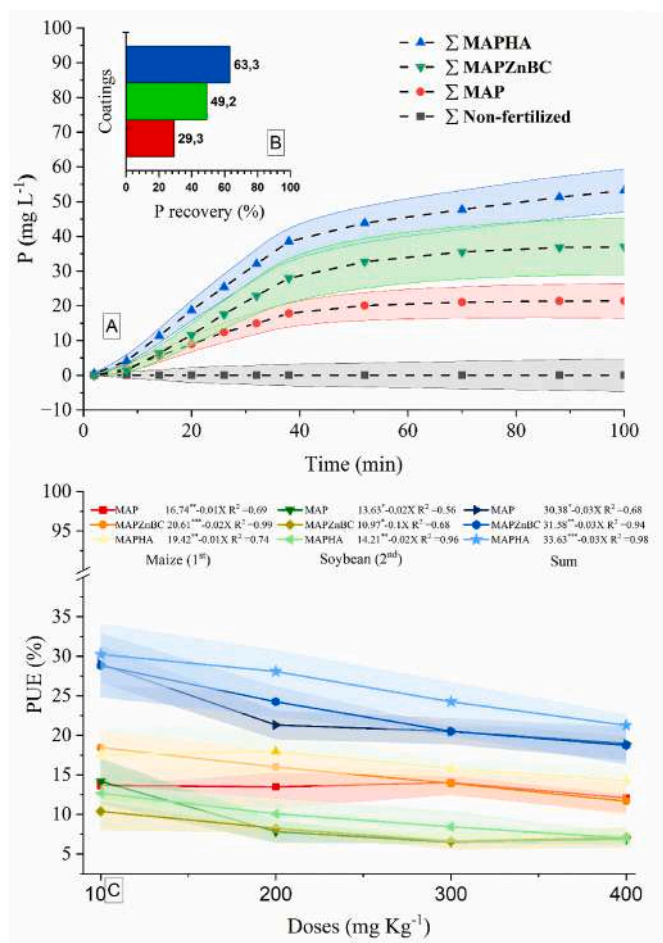 100
90
80
70
60
50
40
30
20
10
0
−10
P (mg L⁻¹)
Coatings
63,3
49,2
29,3
B
0 20 40 60 80 100
P recovery (%)
∑ MAPHA
∑ MAPZnBC
∑ MAP
∑ Non-fertilized
A
0 20 40 60 80 100
Time (min)
100
95
MAP 16.74**-0.01X R² =0.69
MAPZnBC 20.61***-0.02X R² =0.99
MAPHA 19.42**-0.01X R² =0.74
Maize (1st)
MAP 13.63*-0.02X R² =0.56
MAPZnBC 10.97*-0.1X R² =0.68
MAPHA 14.21**-0.02X R² =0.96
Soybean (2nd)
MAP 30.38*-0.03X R² =0.68
MAPZnBC 31.58**-0.03X R² =0.94
MAPHA 33.63***-0.03X R² =0.98
Sum
35
30
25
20
15
10
5
PUE (%)
C
100 200 300 400
Doses (mg Kg⁻¹)